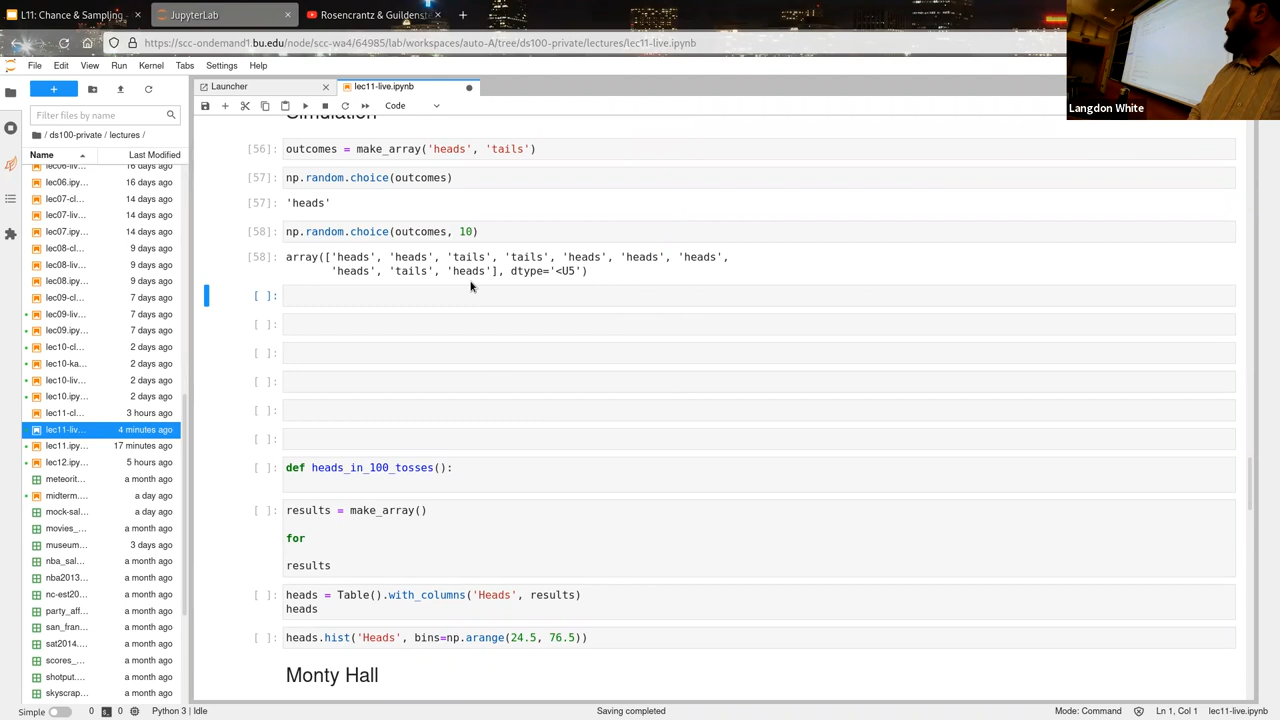 L11: Chance & Sampling -
JupyterLab
Rosencrantz & Guildenst
https://scc-ondemand1.bu.edu/node/scc-wa4/64985/lab/workspaces/auto-A/tree/ds100-private/lectures/lec11-live.ipynb
Langdon White
File Edit View Run Kernel Tabs Settings Help
Launcher
lec11-live.ipynb
Code
Filter files by name
/ ds100-private / lectures /
Name Last Modified
lec06-liv... 16 days ago
lec06.ipy... 16 days ago
lec07-cl... 14 days ago
lec07-liv... 14 days ago
lec07.ipy... 14 days ago
lec08-cl... 9 days ago
lec08-liv... 9 days ago
lec08.ipy... 9 days ago
lec09-cl... 7 days ago
lec09-liv... 7 days ago
lec09.ipy... 7 days ago
lec10-cl... 2 days ago
lec10-ka... 2 days ago
lec10-liv... 2 days ago
lec10.ipy... 2 days ago
lec11-cl... 3 hours ago
lec11-liv... 4 minutes ago
lec11.ipy... 17 minutes ago
lec12.ipy... 5 hours ago
meteorit... a month ago
midterm.... a day ago
mock-sal... a day ago
movies_... a month ago
museum... 3 days ago
nba_sal... a month ago
nba2013... a month ago
nc-est20... a month ago
party_aff... a month ago
san_fran... a month ago
sat2014.... a month ago
scores_... a month ago
shotput.... a month ago
skyscrap... a month ago
Simulation
[56]: outcomes = make_array('heads', 'tails')
[57]: np.random.choice(outcomes)
[57]: 'heads'
[58]: np.random.choice(outcomes, 10)
[58]: array(['heads', 'heads', 'tails', 'tails', 'heads', 'heads', 'heads',
'heads', 'tails', 'heads'], dtype='<U5')
[ ]:
[ ]:
[ ]:
[ ]:
[ ]:
[ ]:
[ ]: def heads_in_100_tosses():
[ ]: results = make_array()
for
results
[ ]: heads = Table().with_columns('Heads', results)
heads
[ ]: heads.hist('Heads', bins=np.arange(24.5, 76.5))
Monty Hall
Simple 0 0 Python 3 | Idle Saving completed Mode: Command Ln 1, Col 1 lec11-live.ipynb